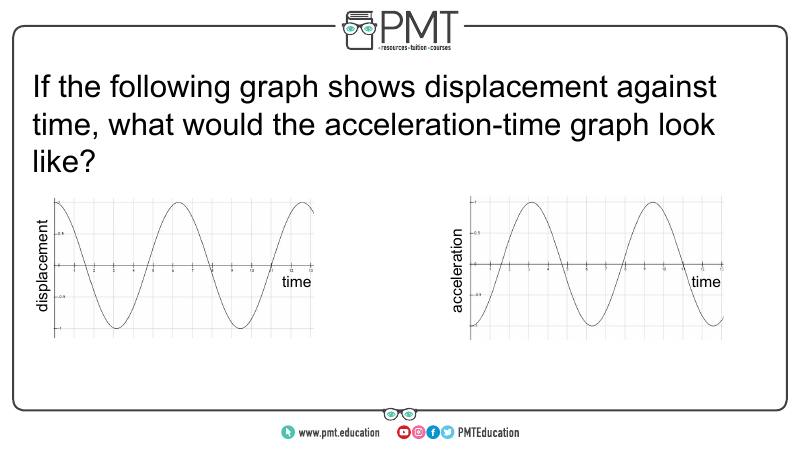 PMT
resources • tuition • courses
If the following graph shows displacement against
time, what would the acceleration-time graph look
like?
displacement
time
acceleration
time
www.pmt.education
PMTEducation